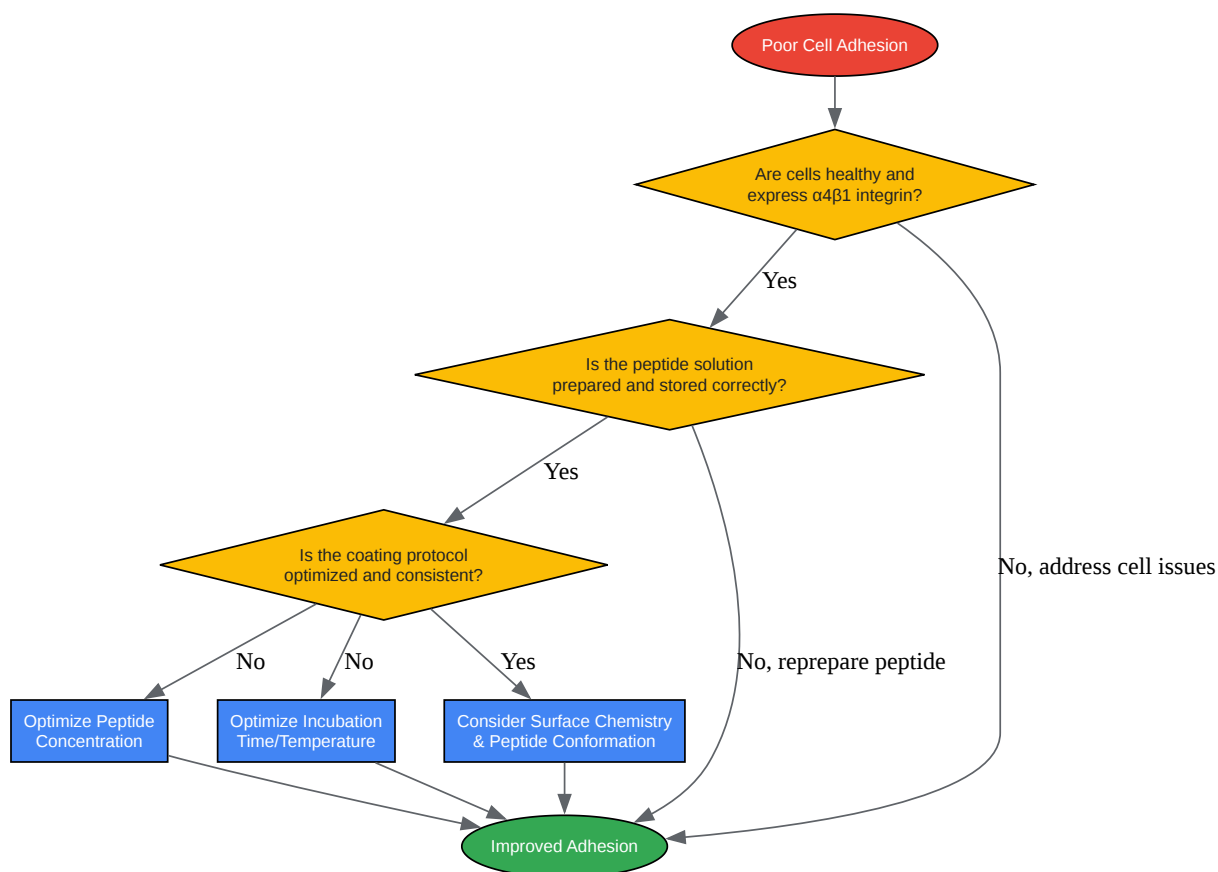 Poor Cell Adhesion
Are cells healthy and
express α4β1 integrin?
Yes
Is the peptide solution
prepared and stored correctly?
Yes
Is the coating protocol
optimized and consistent?
No, address cell issues
No
No
Yes
No, reprepare peptide
Optimize Peptide
Concentration
Optimize Incubation
Time/Temperature
Consider Surface Chemistry
& Peptide Conformation
Improved Adhesion